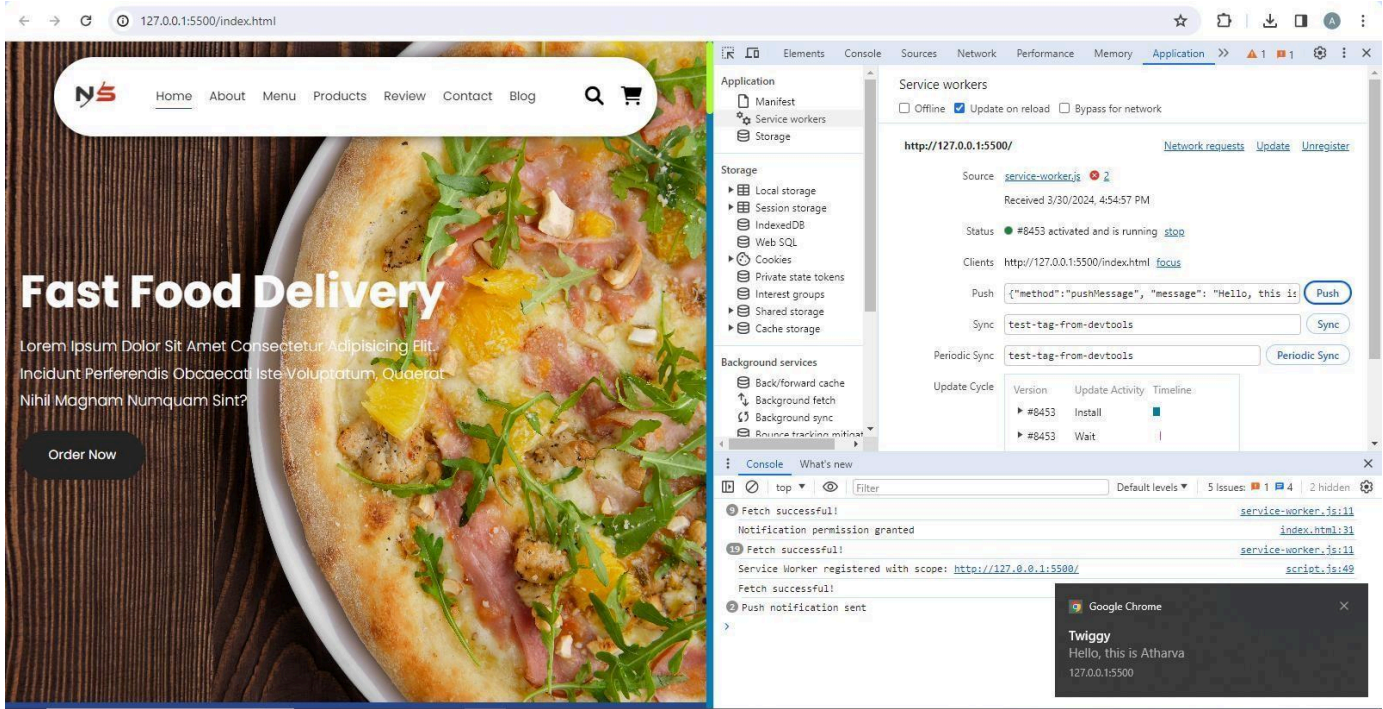 127.0.0.1:5500/index.html
A
NS
Home About Menu Products Review Contact Blog
Fast Food Delivery
Lorem Ipsum Dolor Sit Amet Consectetur Adipisicing Elit.
Incidunt Perferendis Obcaecati Iste Voluptatum, Quaerat
Nihil Magnam Numquam Sint?
Order Now
Elements Console Sources Network Performance Memory Application 1 1
Application
Manifest
Service workers
Storage
Storage
Local storage
Session storage
IndexedDB
Web SQL
Cookies
Private state tokens
Interest groups
Shared storage
Cache storage
Background services
Back/forward cache
Background fetch
Background sync
Bounce tracking mitigat
Service workers
Offline Update on reload Bypass for network
http://127.0.0.1:5500/ Network requests Update Unregister
Source service-worker.js 2
Received 3/30/2024, 4:54:57 PM
Status #8453 activated and is running stop
Clients http://127.0.0.1:5500/index.html focus
Push {"method":"pushMessage", "message": "Hello, this is Push
Sync test-tag-from-devtools Sync
Periodic Sync test-tag-from-devtools Periodic Sync
Update Cycle Version Update Activity Timeline
#8453 Install
#8453 Wait
Console What's new
top Filter Default levels 5 Issues: 1 4 2 hidden
9 Fetch successful! service-worker.js:11
Notification permission granted index.html:31
19 Fetch successful! service-worker.js:11
Service Worker registered with scope: http://127.0.0.1:5500/ script.js:49
Fetch successful!
2 Push notification sent
Google Chrome
Twiggy
Hello, this is Atharva
127.0.0.1:5500